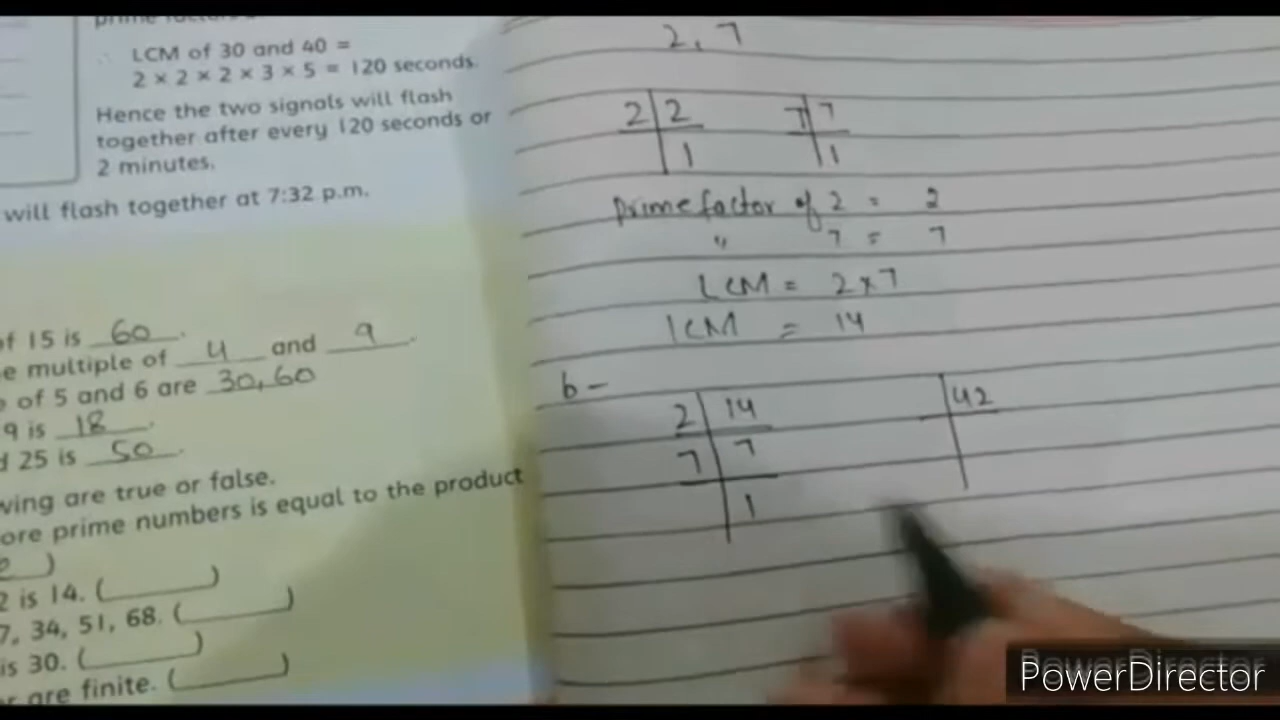 prime factors
∴ LCM of 30 and 40 =
2 × 2 × 2 × 3 × 5 = 120 seconds.
Hence the two signals will flash
together after every 120 seconds or
2 minutes.
will flash together at 7:32 p.m.
of 15 is 60.
multiple of 4 and 9.
of 5 and 6 are 30, 60
9 is 18.
25 is 50.
wing are true or false.
ore prime numbers is equal to the product
)
2 is 14. ( )
7, 34, 51, 68. ( )
is 30. ( )
are finite. ( )
2, 7
2 2 7 7
1 1
Prime factor of 2 = 2
" 7 = 7
LCM = 2×7
LCM = 14
b-
2 14 42
7 7
1
PowerDirector